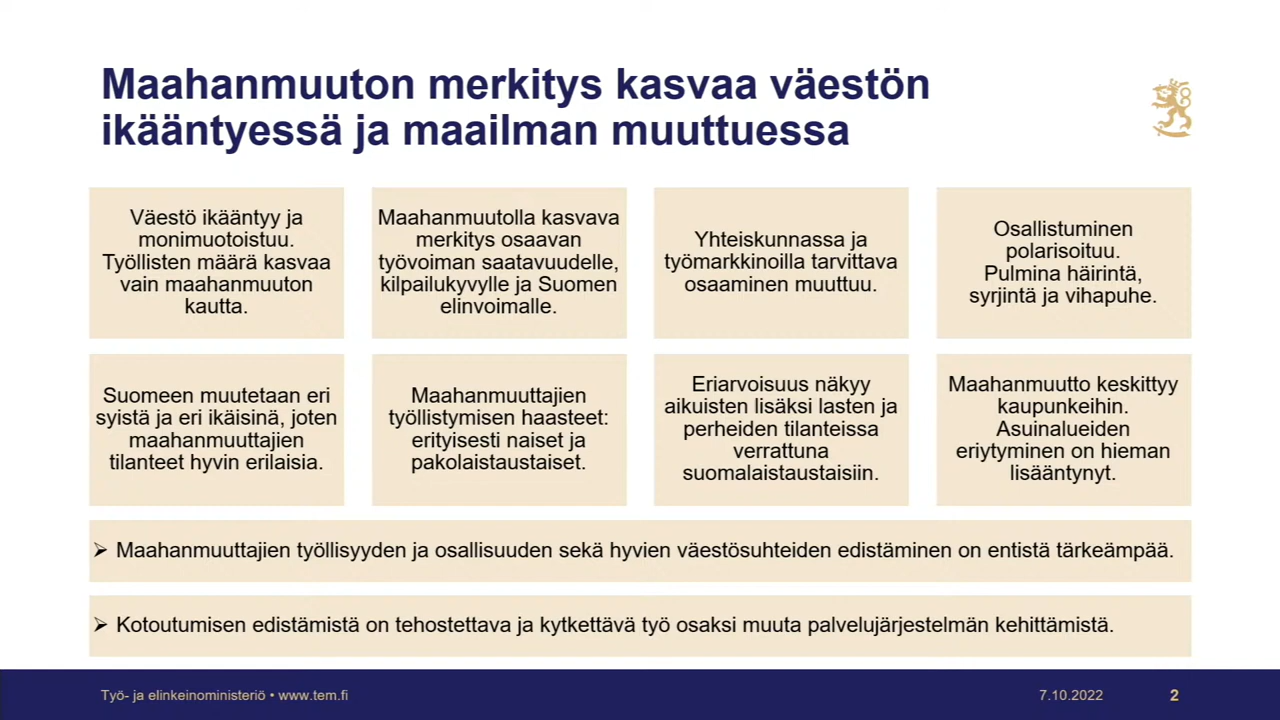 Maahanmuuton merkitys kasvaa väestön
ikääntyessä ja maailman muuttuessa
Väestö ikääntyy ja
monimuotoistuu.
Työllisten määrä kasvaa
vain maahanmuuton
kautta.
Maahanmuutolla kasvava
merkitys osaavan
työvoiman saatavuudelle,
kilpailukyvylle ja Suomen
elinvoimalle.
Yhteiskunnassa ja
työmarkkinoilla tarvittava
osaaminen muuttuu.
Osallistuminen
polarisoituu.
Pulmina häirintä,
syrjintä ja vihapuhe.
Suomeen muutetaan eri
syistä ja eri ikäisinä, joten
maahanmuuttajien
tilanteet hyvin erilaisia.
Maahanmuuttajien
työllistymisen haasteet:
erityisesti naiset ja
pakolaistaustaiset.
Eriarvoisuus näkyy
aikuisten lisäksi lasten ja
perheiden tilanteissa
verrattuna
suomalaistaustaisiin.
Maahanmuutto keskittyy
kaupunkeihin.
Asuinalueiden
eriytyminen on hieman
lisääntynyt.
➢ Maahanmuuttajien työllisyyden ja osallisuuden sekä hyvien väestösuhteiden edistäminen on entistä tärkeämpää.
➢ Kotoutumisen edistämistä on tehostettava ja kytkettävä työ osaksi muuta palvelujärjestelmän kehittämistä.
Työ- ja elinkeinoministeriö • www.tem.fi
7.10.2022
2